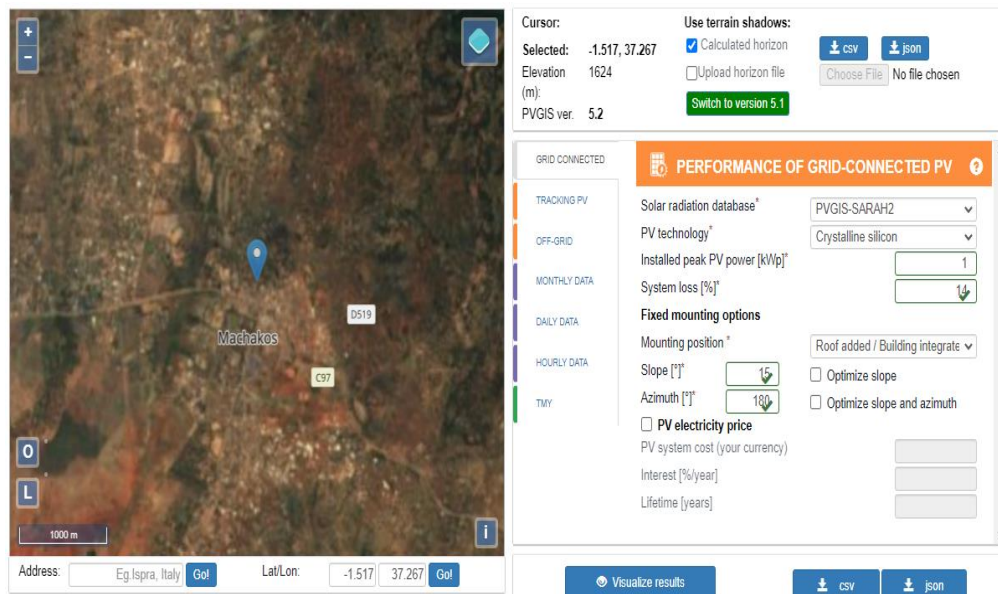 +
−
D519
Machakos
C97
O
L
1000 m
i
Address: Eg.Ispra, Italy Go! Lat/Lon: -1.517 37.267 Go!
Cursor: Use terrain shadows:
Selected: -1.517, 37.267 Calculated horizon csv json
Elevation (m): 1624 Upload horizon file Choose File No file chosen
PVGIS ver. 5.2 Switch to version 5.1
GRID CONNECTED
TRACKING PV
OFF-GRID
MONTHLY DATA
DAILY DATA
HOURLY DATA
TMY
PERFORMANCE OF GRID-CONNECTED PV ?
Solar radiation database* PVGIS-SARAH2
PV technology* Crystalline silicon
Installed peak PV power [kWp]* 1
System loss [%]* 14
Fixed mounting options
Mounting position * Roof added / Building integrate
Slope [°]* 15 Optimize slope
Azimuth [°]* 180 Optimize slope and azimuth
PV electricity price
PV system cost (your currency)
Interest [%/year]
Lifetime [years]
Visualize results csv json